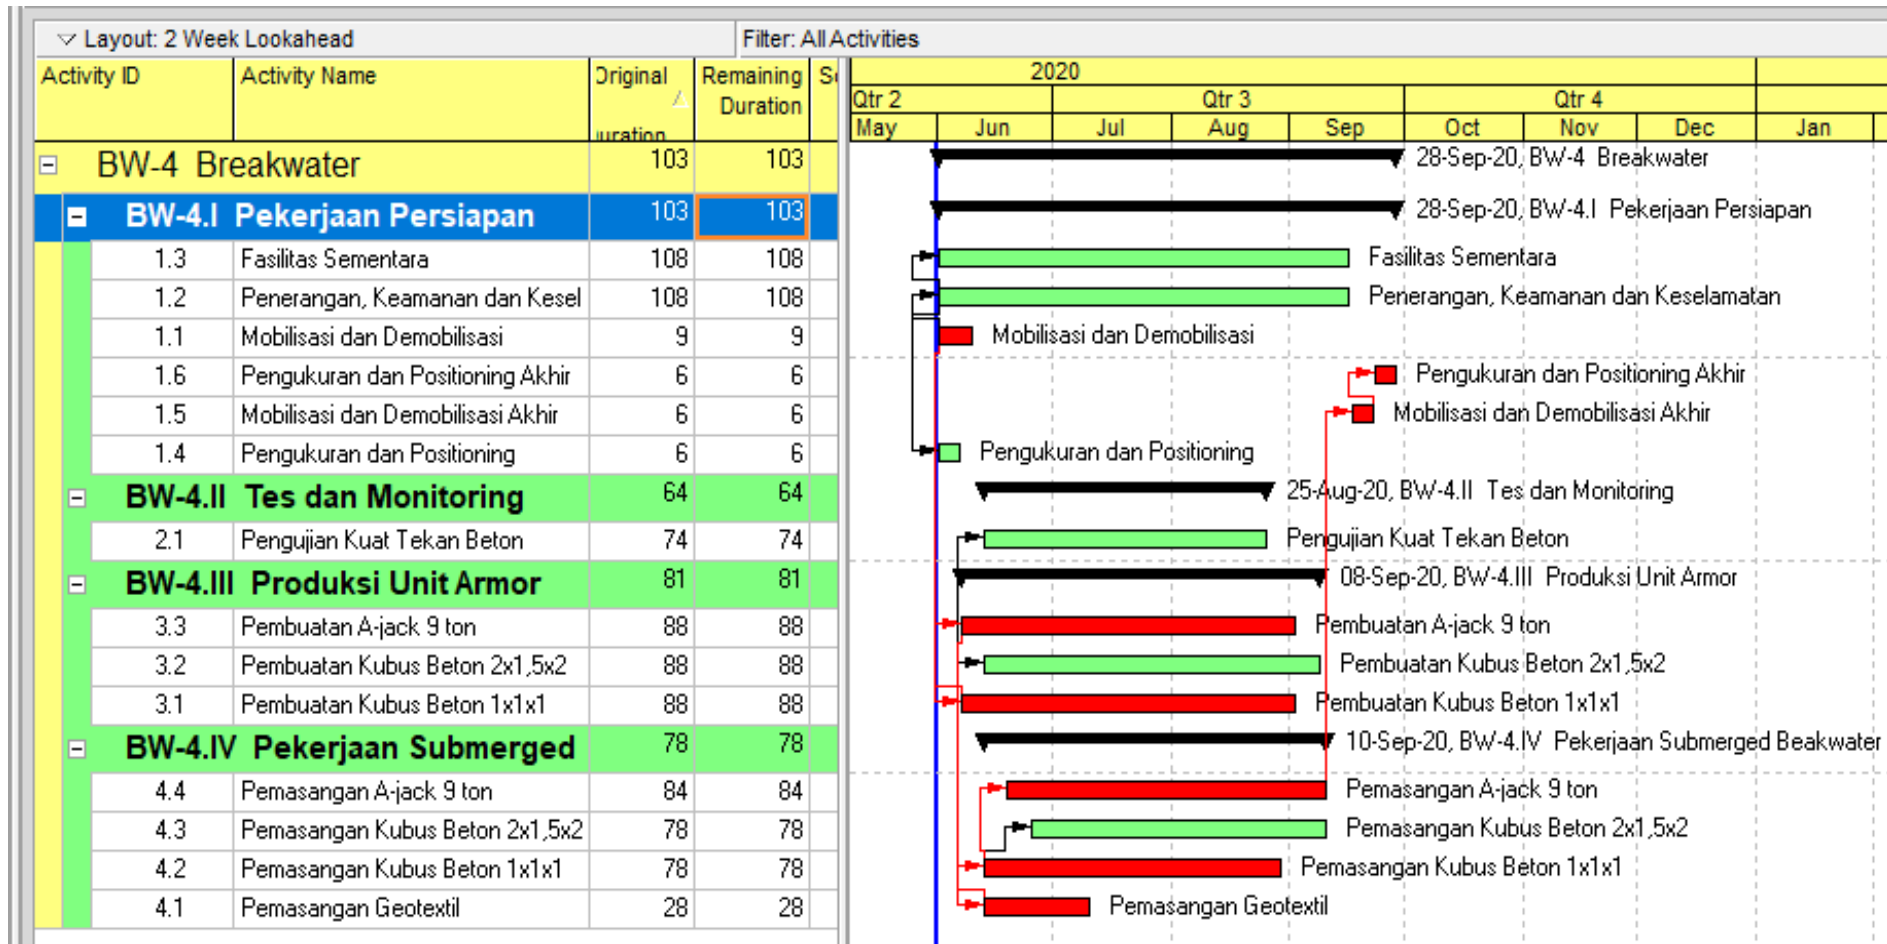 Layout: 2 Week Lookahead Filter: All Activities
Activity ID Activity Name Original Duration Remaining Duration
2020
Qtr 2 Qtr 3 Qtr 4
May Jun Jul Aug Sep Oct Nov Dec Jan
BW-4 Breakwater 103 103 28-Sep-20, BW-4 Breakwater
BW-4.I Pekerjaan Persiapan 103 103 28-Sep-20, BW-4.I Pekerjaan Persiapan
1.3 Fasilitas Sementara 108 108 Fasilitas Sementara
1.2 Penerangan, Keamanan dan Kesel 108 108 Penerangan, Keamanan dan Keselamatan
1.1 Mobilisasi dan Demobilisasi 9 9 Mobilisasi dan Demobilisasi
1.6 Pengukuran dan Positioning Akhir 6 6 Pengukuran dan Positioning Akhir
1.5 Mobilisasi dan Demobilisasi Akhir 6 6 Mobilisasi dan Demobilisasi Akhir
1.4 Pengukuran dan Positioning 6 6 Pengukuran dan Positioning
BW-4.II Tes dan Monitoring 64 64 25-Aug-20, BW-4.II Tes dan Monitoring
2.1 Pengujian Kuat Tekan Beton 74 74 Pengujian Kuat Tekan Beton
BW-4.III Produksi Unit Armor 81 81 08-Sep-20, BW-4.III Produksi Unit Armor
3.3 Pembuatan A-jack 9 ton 88 88 Pembuatan A-jack 9 ton
3.2 Pembuatan Kubus Beton 2x1,5x2 88 88 Pembuatan Kubus Beton 2x1,5x2
3.1 Pembuatan Kubus Beton 1x1x1 88 88 Pembuatan Kubus Beton 1x1x1
BW-4.IV Pekerjaan Submerged 78 78 10-Sep-20, BW-4.IV Pekerjaan Submerged Beakwater
4.4 Pemasangan A-jack 9 ton 84 84 Pemasangan A-jack 9 ton
4.3 Pemasangan Kubus Beton 2x1,5x2 78 78 Pemasangan Kubus Beton 2x1,5x2
4.2 Pemasangan Kubus Beton 1x1x1 78 78 Pemasangan Kubus Beton 1x1x1
4.1 Pemasangan Geotextil 28 28 Pemasangan Geotextil